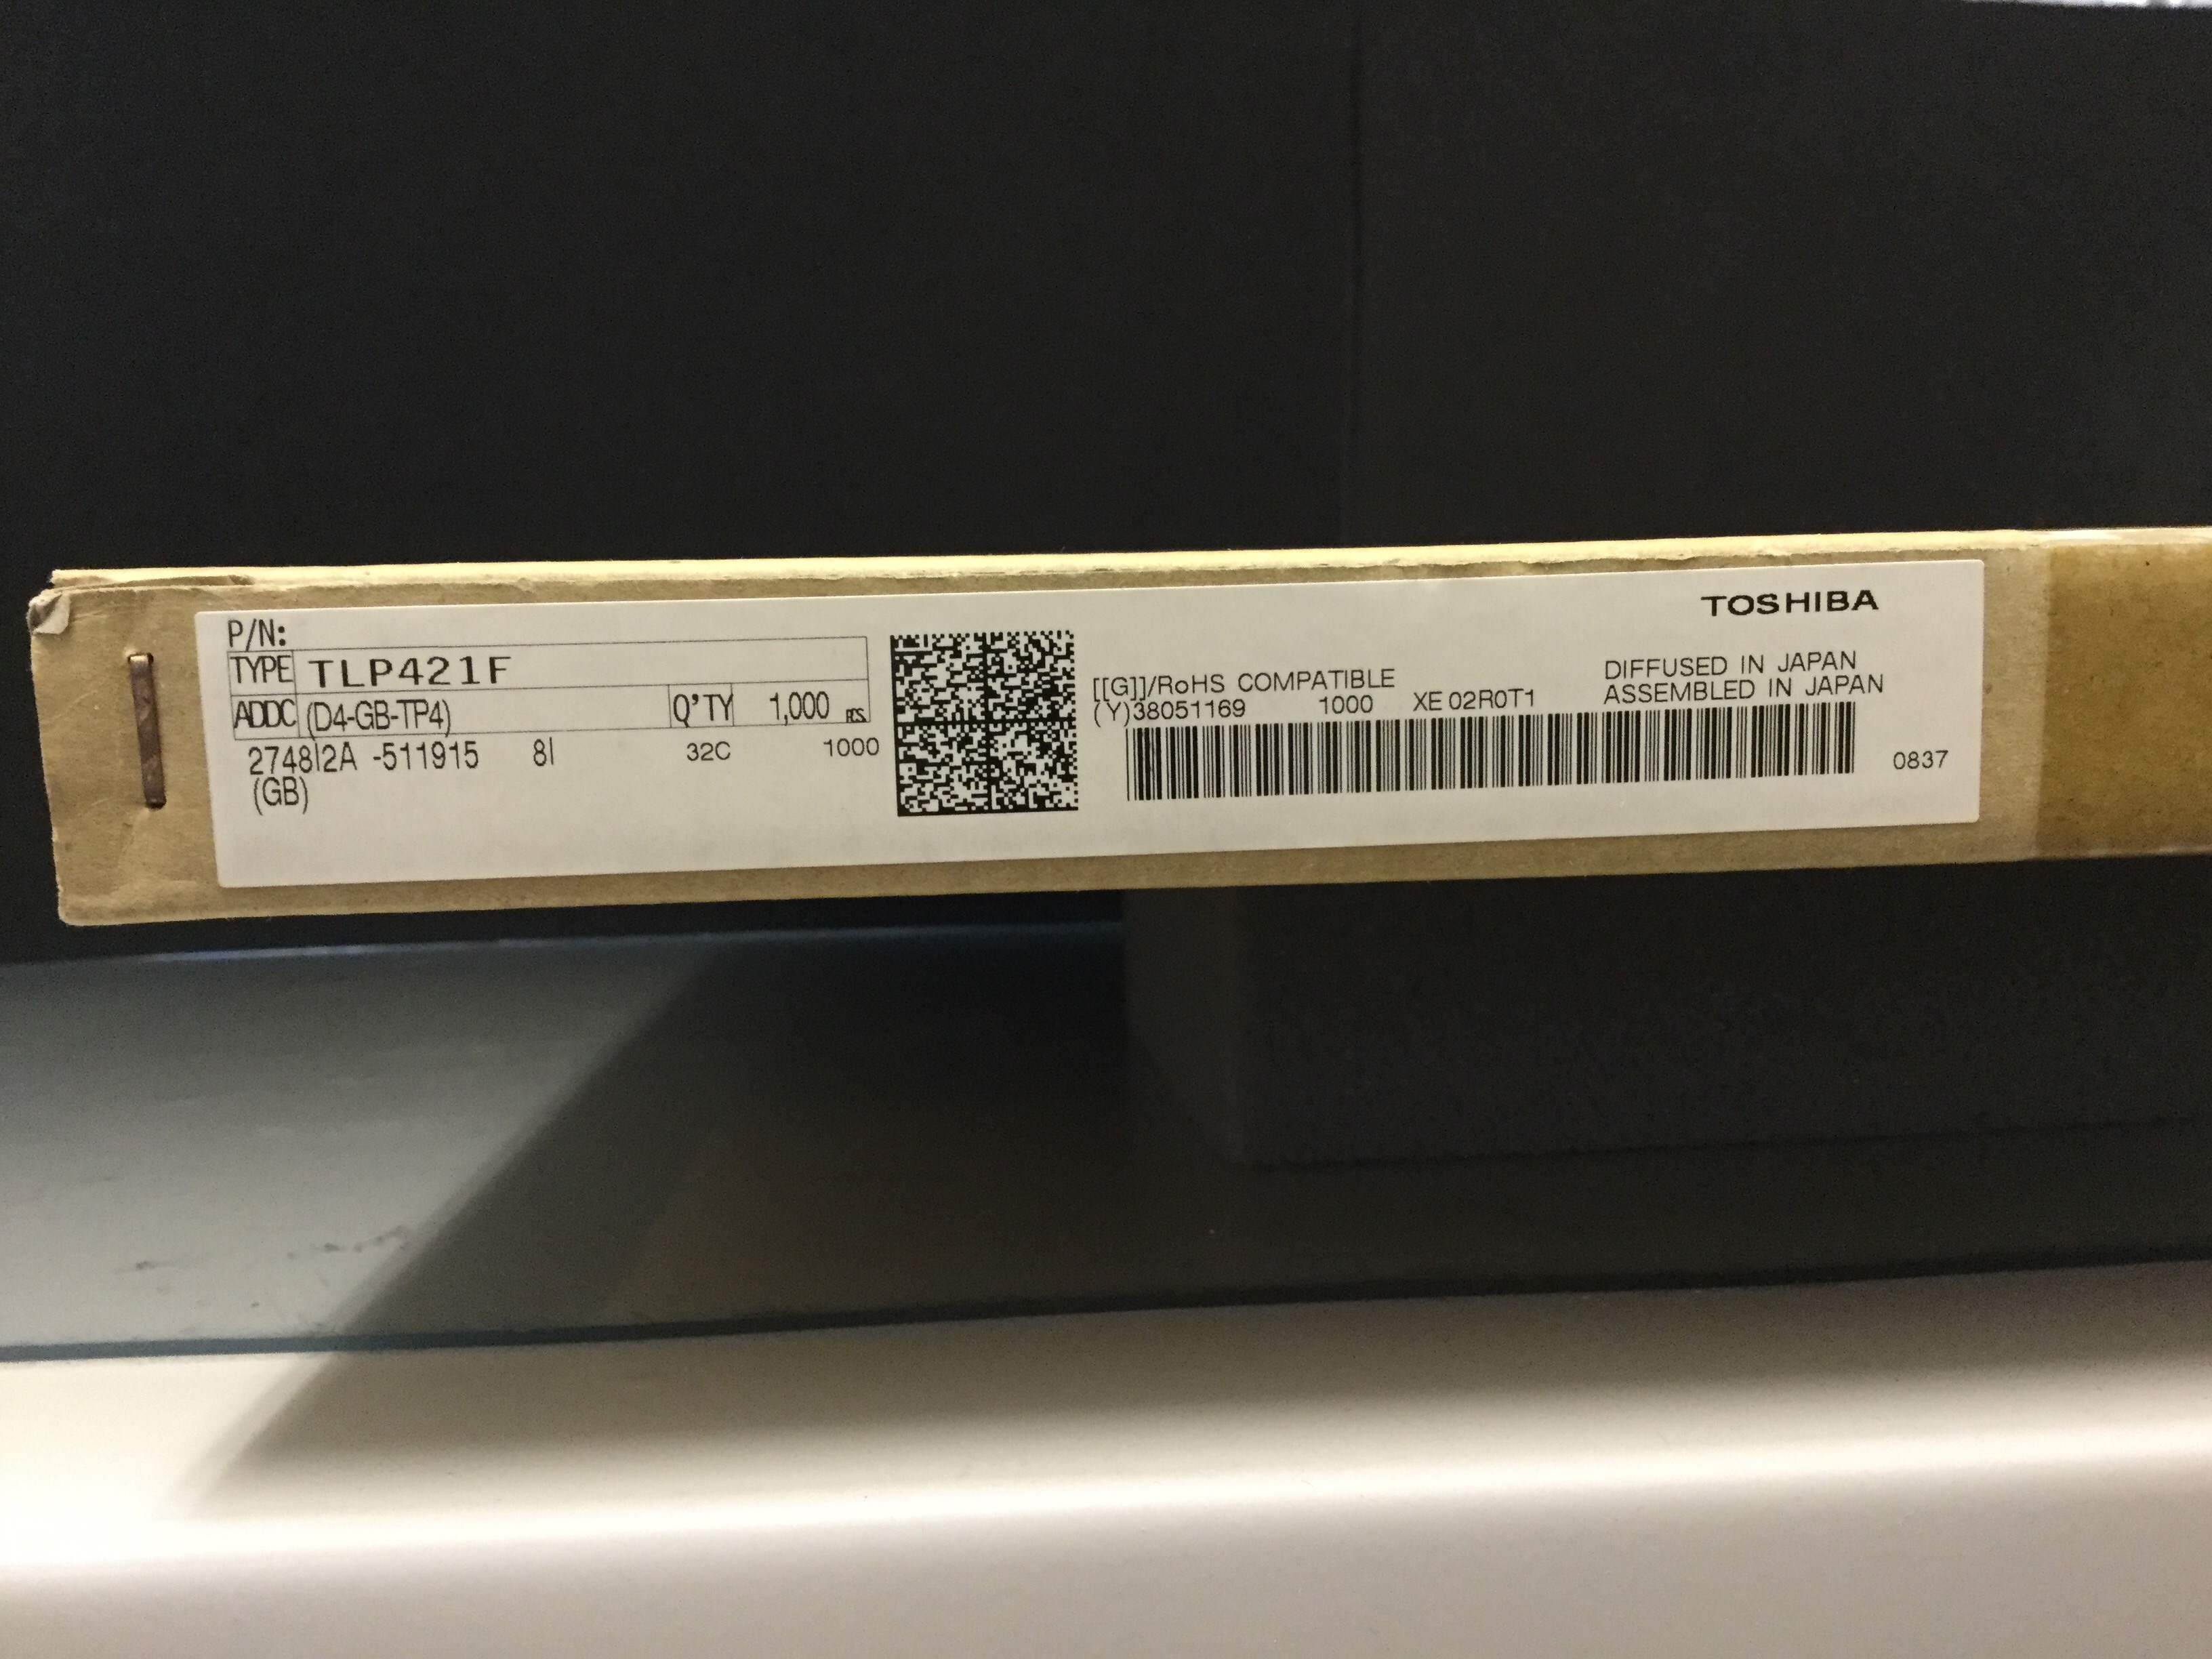 P/N:
TYPE TLP421F
ADDC (D4-GB-TP4) Q'TY 1,000 PCS
2748I2A -511915 8I 32C 1000
(GB)
TOSHIBA
[[G]]/RoHS COMPATIBLE
(Y)38051169 1000 XE 02R0T1
DIFFUSED IN JAPAN
ASSEMBLED IN JAPAN
0837